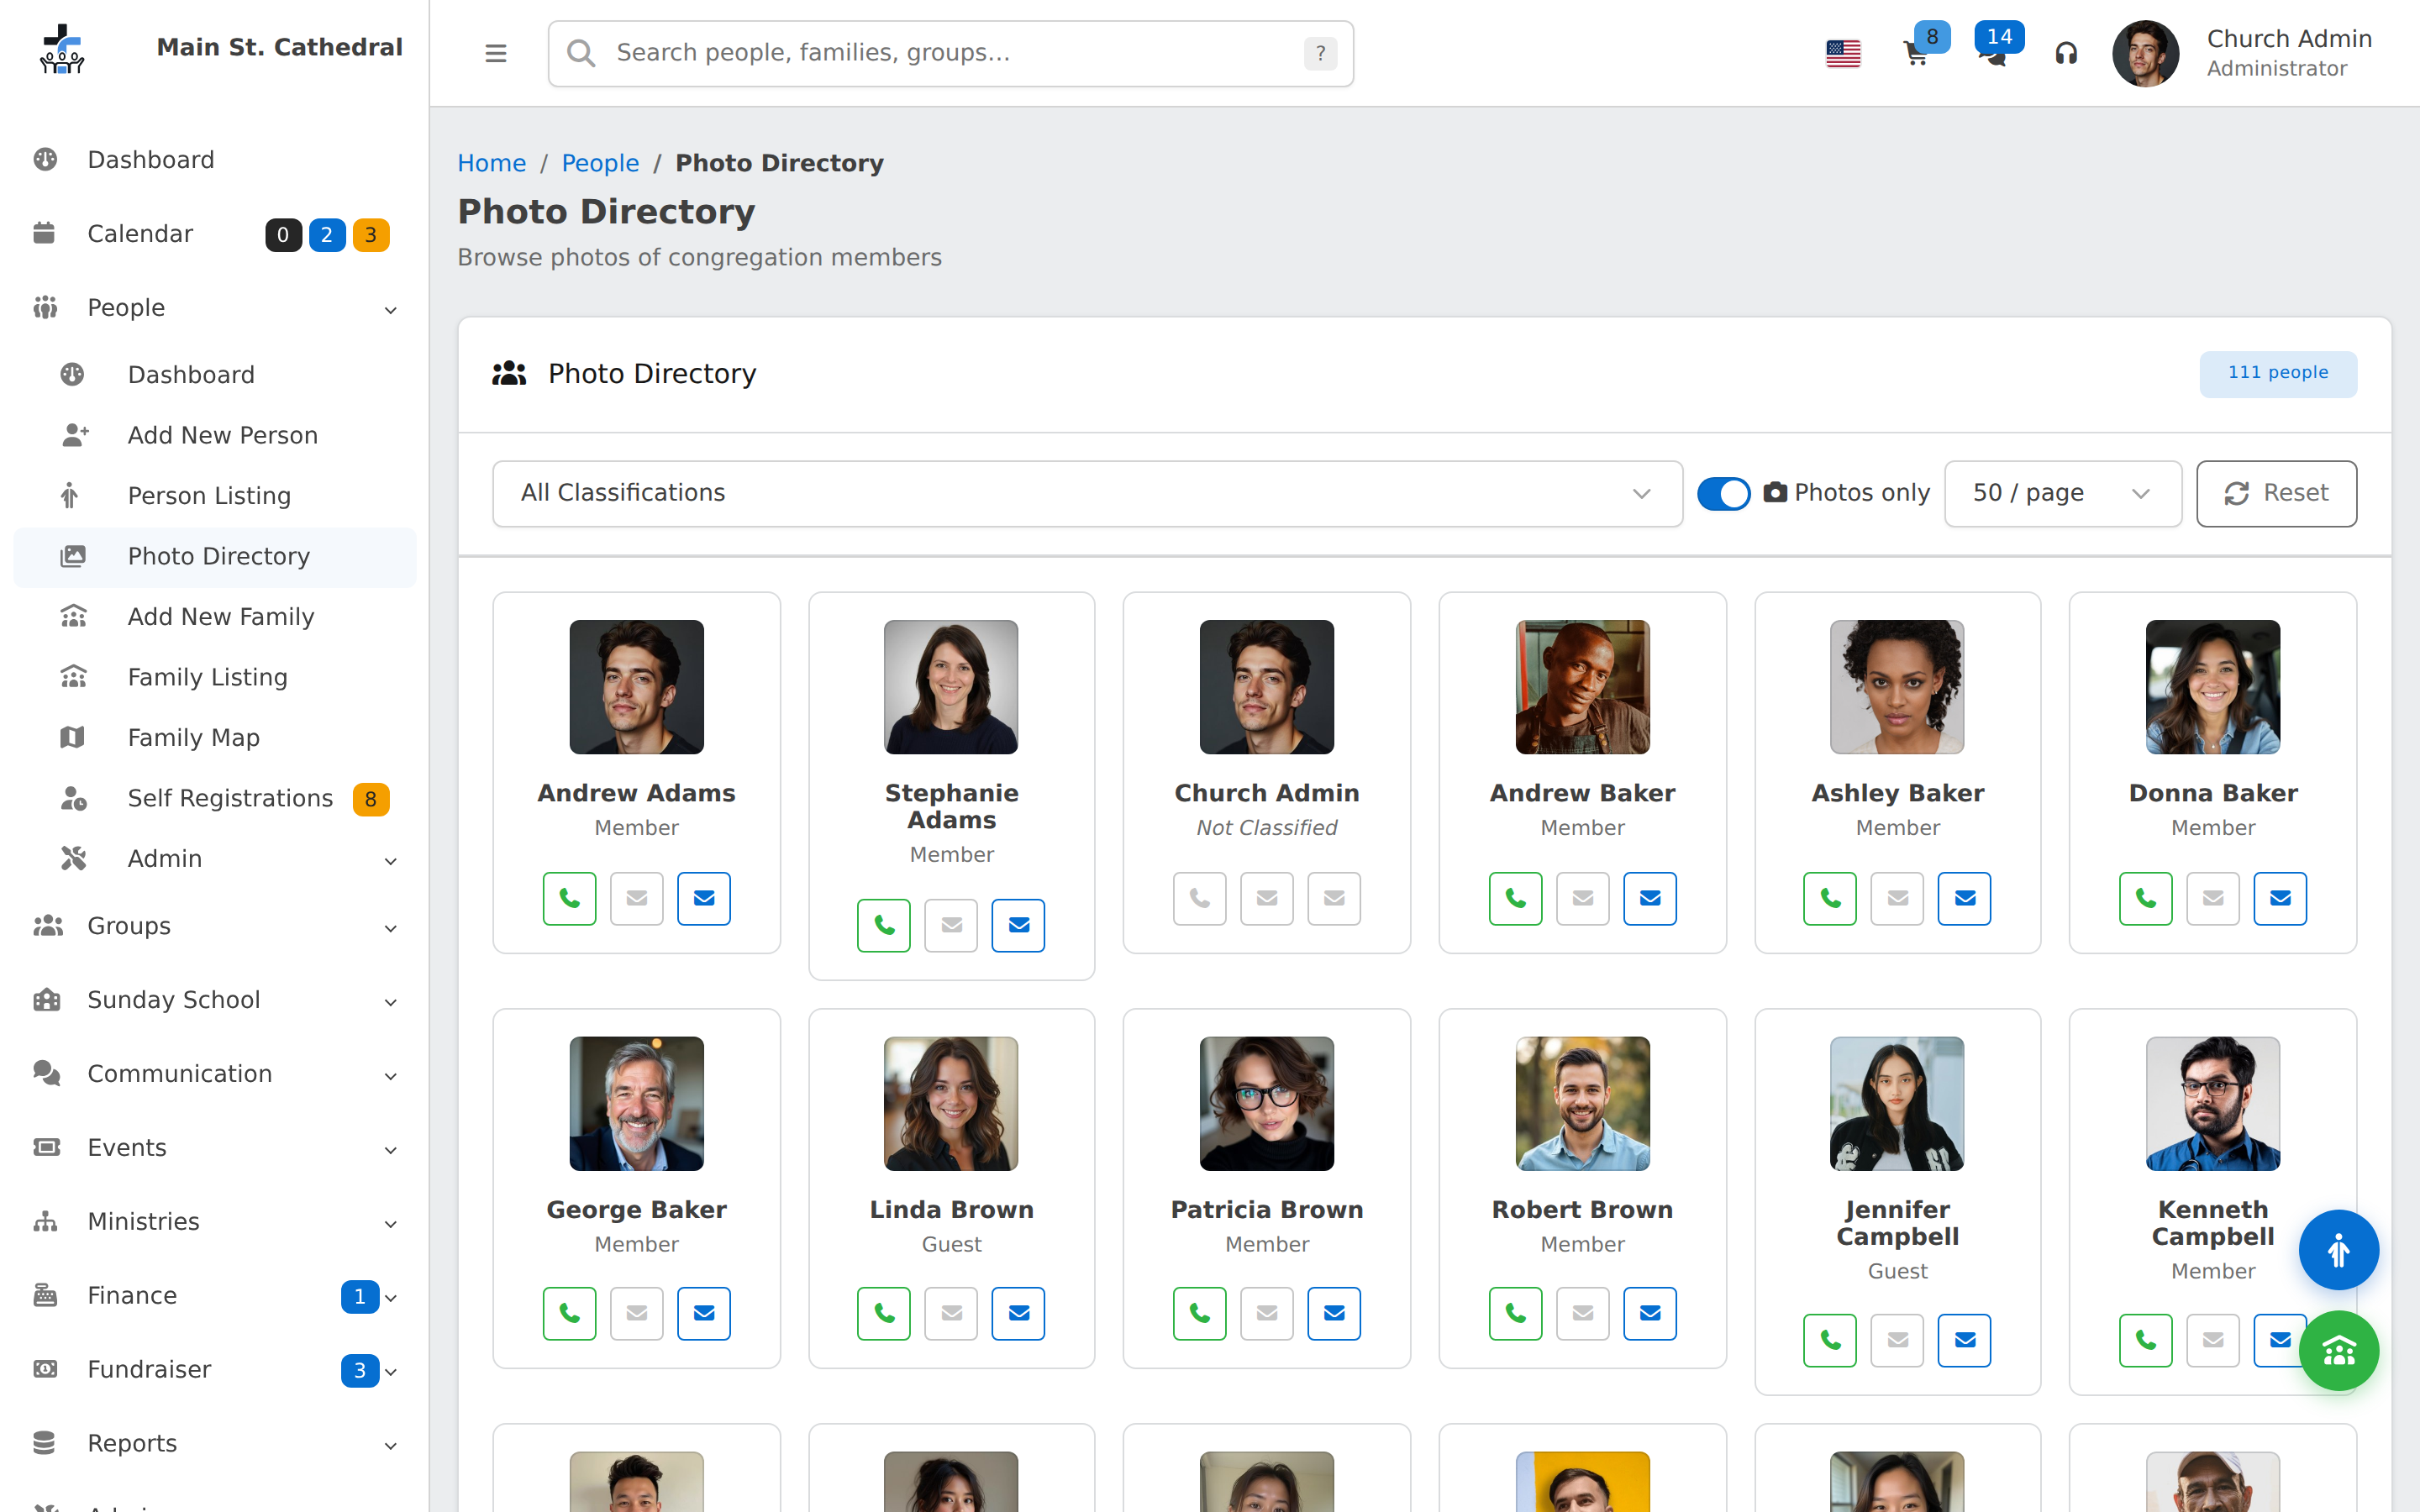 Main St. Cathedral
Search people, families, groups...
?
8
14
Church Admin
Administrator
Dashboard
Calendar
0
2
3
People
Dashboard
Add New Person
Person Listing
Photo Directory
Add New Family
Family Listing
Family Map
Self Registrations
8
Admin
Groups
Sunday School
Communication
Events
Ministries
Finance
1
Fundraiser
3
Reports
Home / People / Photo Directory
Photo Directory
Browse photos of congregation members
Photo Directory
111 people
All Classifications
Photos only
50 / page
Reset
Andrew Adams
Member
Stephanie
Adams
Member
Church Admin
Not Classified
Andrew Baker
Member
Ashley Baker
Member
Donna Baker
Member
George Baker
Member
Linda Brown
Guest
Patricia Brown
Member
Robert Brown
Member
Jennifer
Campbell
Guest
Kenneth
Campbell
Member